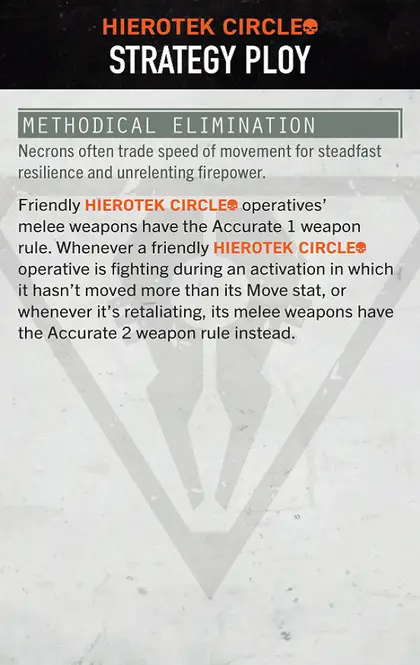 HIEROTEK CIRCLE
STRATEGY PLOY
METHODICAL ELIMINATION
Necrons often trade speed of movement for steadfast
resilience and unrelenting firepower.
Friendly HIEROTEK CIRCLE operatives’
melee weapons have the Accurate 1 weapon
rule. Whenever a friendly HIEROTEK CIRCLE
operative is fighting during an activation in which
it hasn’t moved more than its Move stat, or
whenever it’s retaliating, its melee weapons have
the Accurate 2 weapon rule instead.